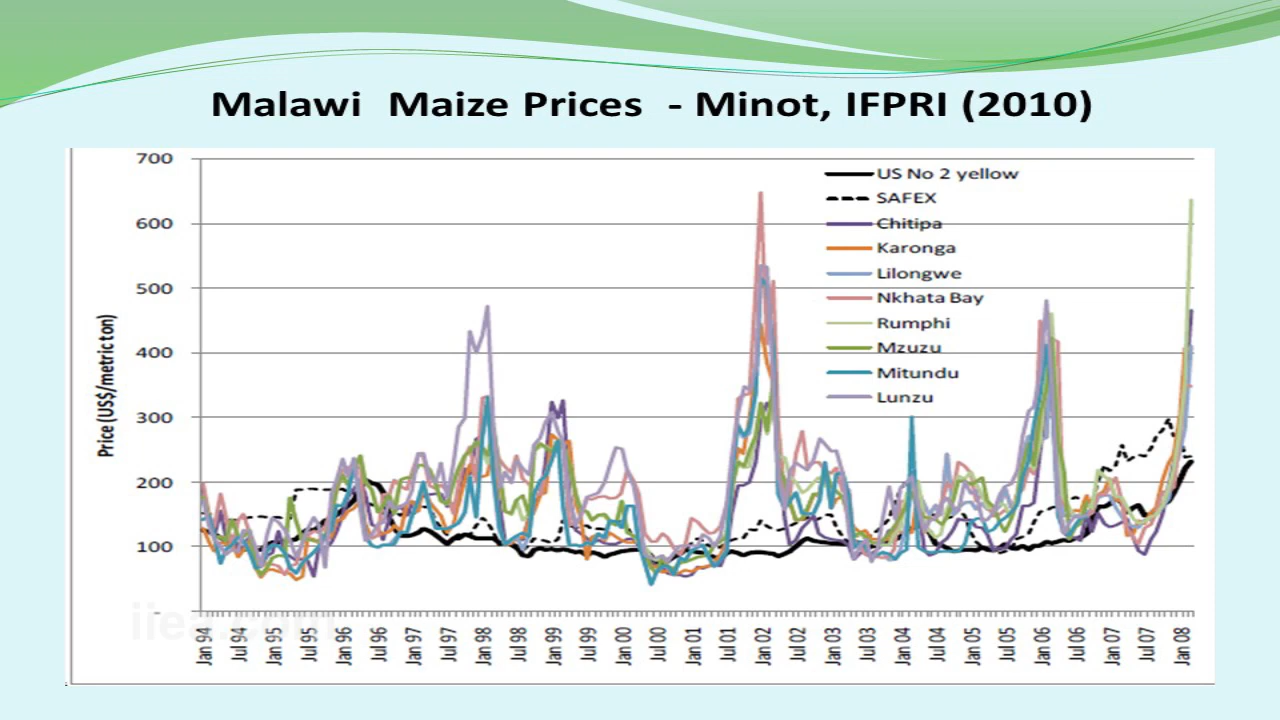 Malawi Maize Prices - Minot, IFPRI (2010)
700
600
500
400
300
200
100
-
Price (US$/metric ton)
US No 2 yellow
SAFEX
Chitipa
Karonga
Lilongwe
Nkhata Bay
Rumphi
Mzuzu
Mitundu
Lunzu
Jan 94
Jul 94
Jan 95
Jul 95
Jan 96
Jul 96
Jan 97
Jul 97
Jan 98
Jul 98
Jan 99
Jul 99
Jan 00
Jul 00
Jan 01
Jul 01
Jan 02
Jul 02
Jan 03
Jul 03
Jan 04
Jul 04
Jan 05
Jul 05
Jan 06
Jul 06
Jan 07
Jul 07
Jan 08
iiea.com